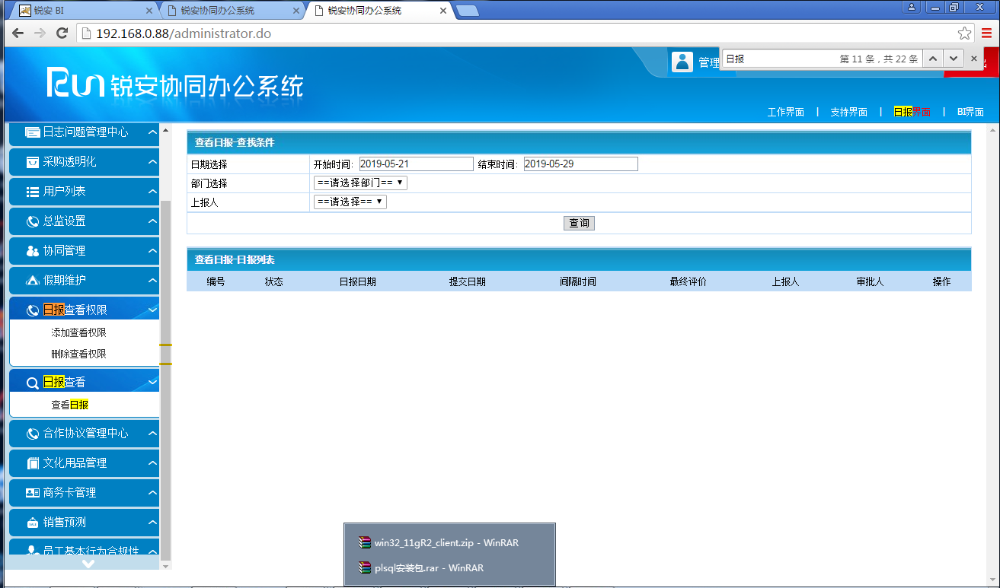 锐安 BI
锐安协同办公系统
锐安协同办公系统
192.168.0.88/administrator.do
日报
第 11 条，共 22 条
管理
Run 锐安协同办公系统
工作界面 | 支持界面 | 日报界面 | BI界面
日志问题管理中心
采购透明化
用户列表
总监设置
协同管理
假期维护
日报查看权限
添加查看权限
删除查看权限
日报查看
查看日报
合作协议管理中心
文化用品管理
商务卡管理
销售预测
员工基本行为合规性
查看日报-查找条件
日期选择 开始时间: 2019-05-21 结束时间: 2019-05-29
部门选择 ==请选择部门==
上报人 ==请选择==
查询
查看日报-日报列表
编号 状态 日报日期 提交日期 间隔时间 最终评价 上报人 审批人 操作
win32_11gR2_client.zip - WinRAR
plsql安装包.rar - WinRAR